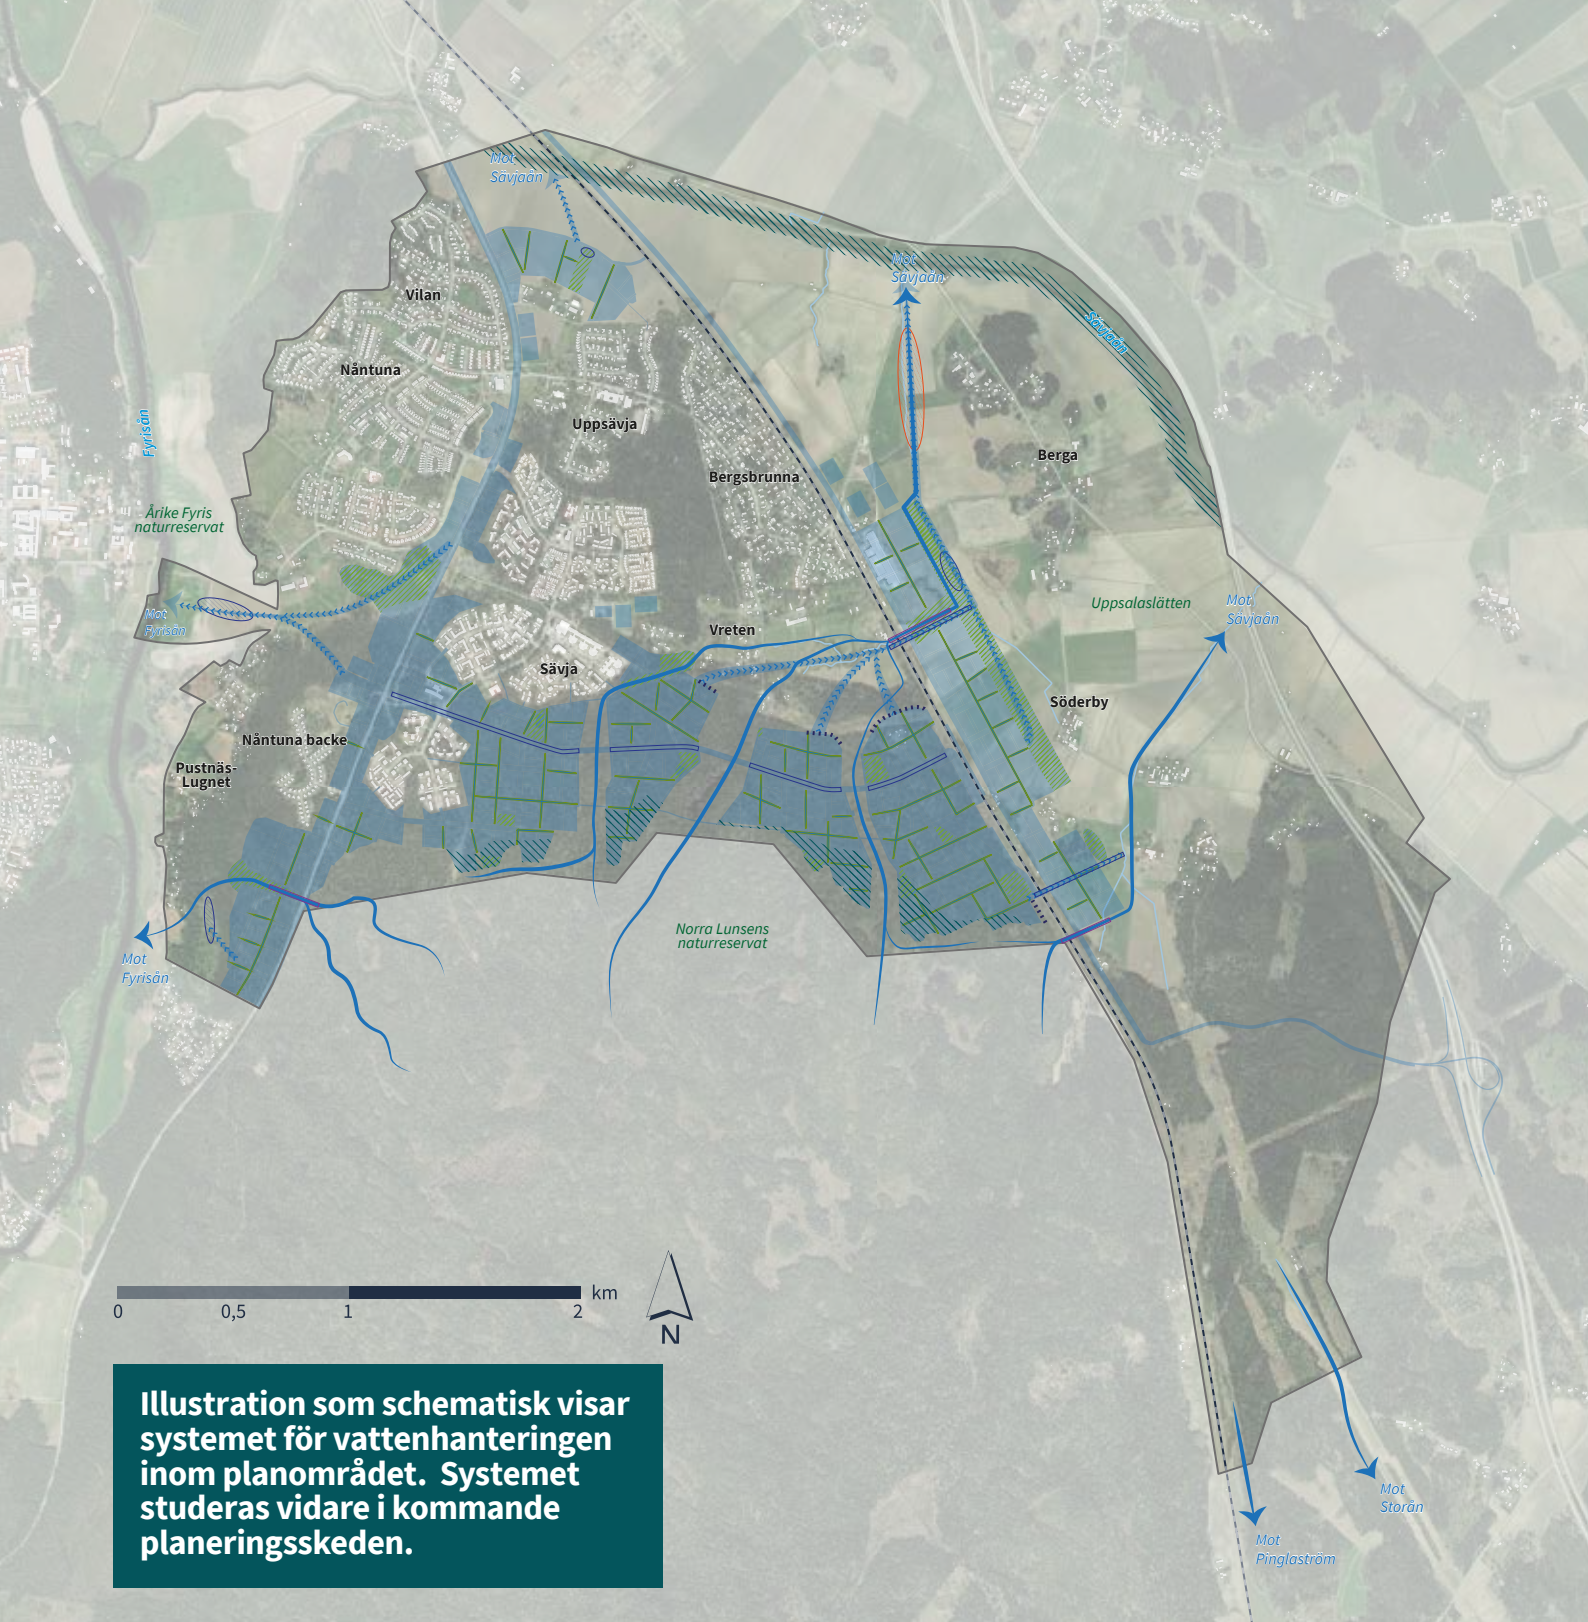 Mot
Sävjaån
Mot
Sävjaån
Sävjaån
Vilan
Nåntuna
Uppsävja
Fyrisån
Bergsbrunna
Berga
Årike Fyris
naturreservat
Mot
Fyrisån
Vreten
Uppsalaslätten
Mot
Sävjaån
Sävja
Söderby
Nåntuna backe
Pustnäs-
Lugnet
Norra Lunsens
naturreservat
Mot
Fyrisån
0
0,5
1
2
km
N
Illustration som schematisk visar
systemet för vattenhanteringen
inom planområdet. Systemet
studeras vidare i kommande
planeringsskeden.
Mot
Storån
Mot
Pinglaström